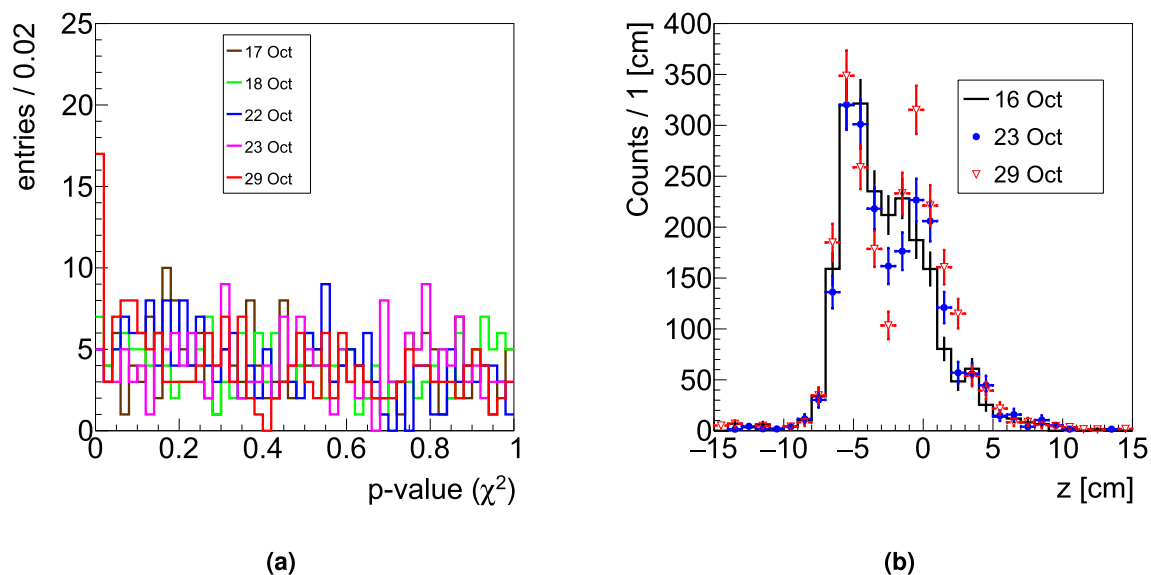 entries / 0.02
25
20
15
10
5
0
0
0.2
0.4
0.6
0.8
1
p-value (χ²)
17 Oct
18 Oct
22 Oct
23 Oct
29 Oct
(a)
Counts / 1 [cm]
400
350
300
250
200
150
100
50
0
−15
−10
−5
0
5
10
15
z [cm]
16 Oct
23 Oct
29 Oct
(b)